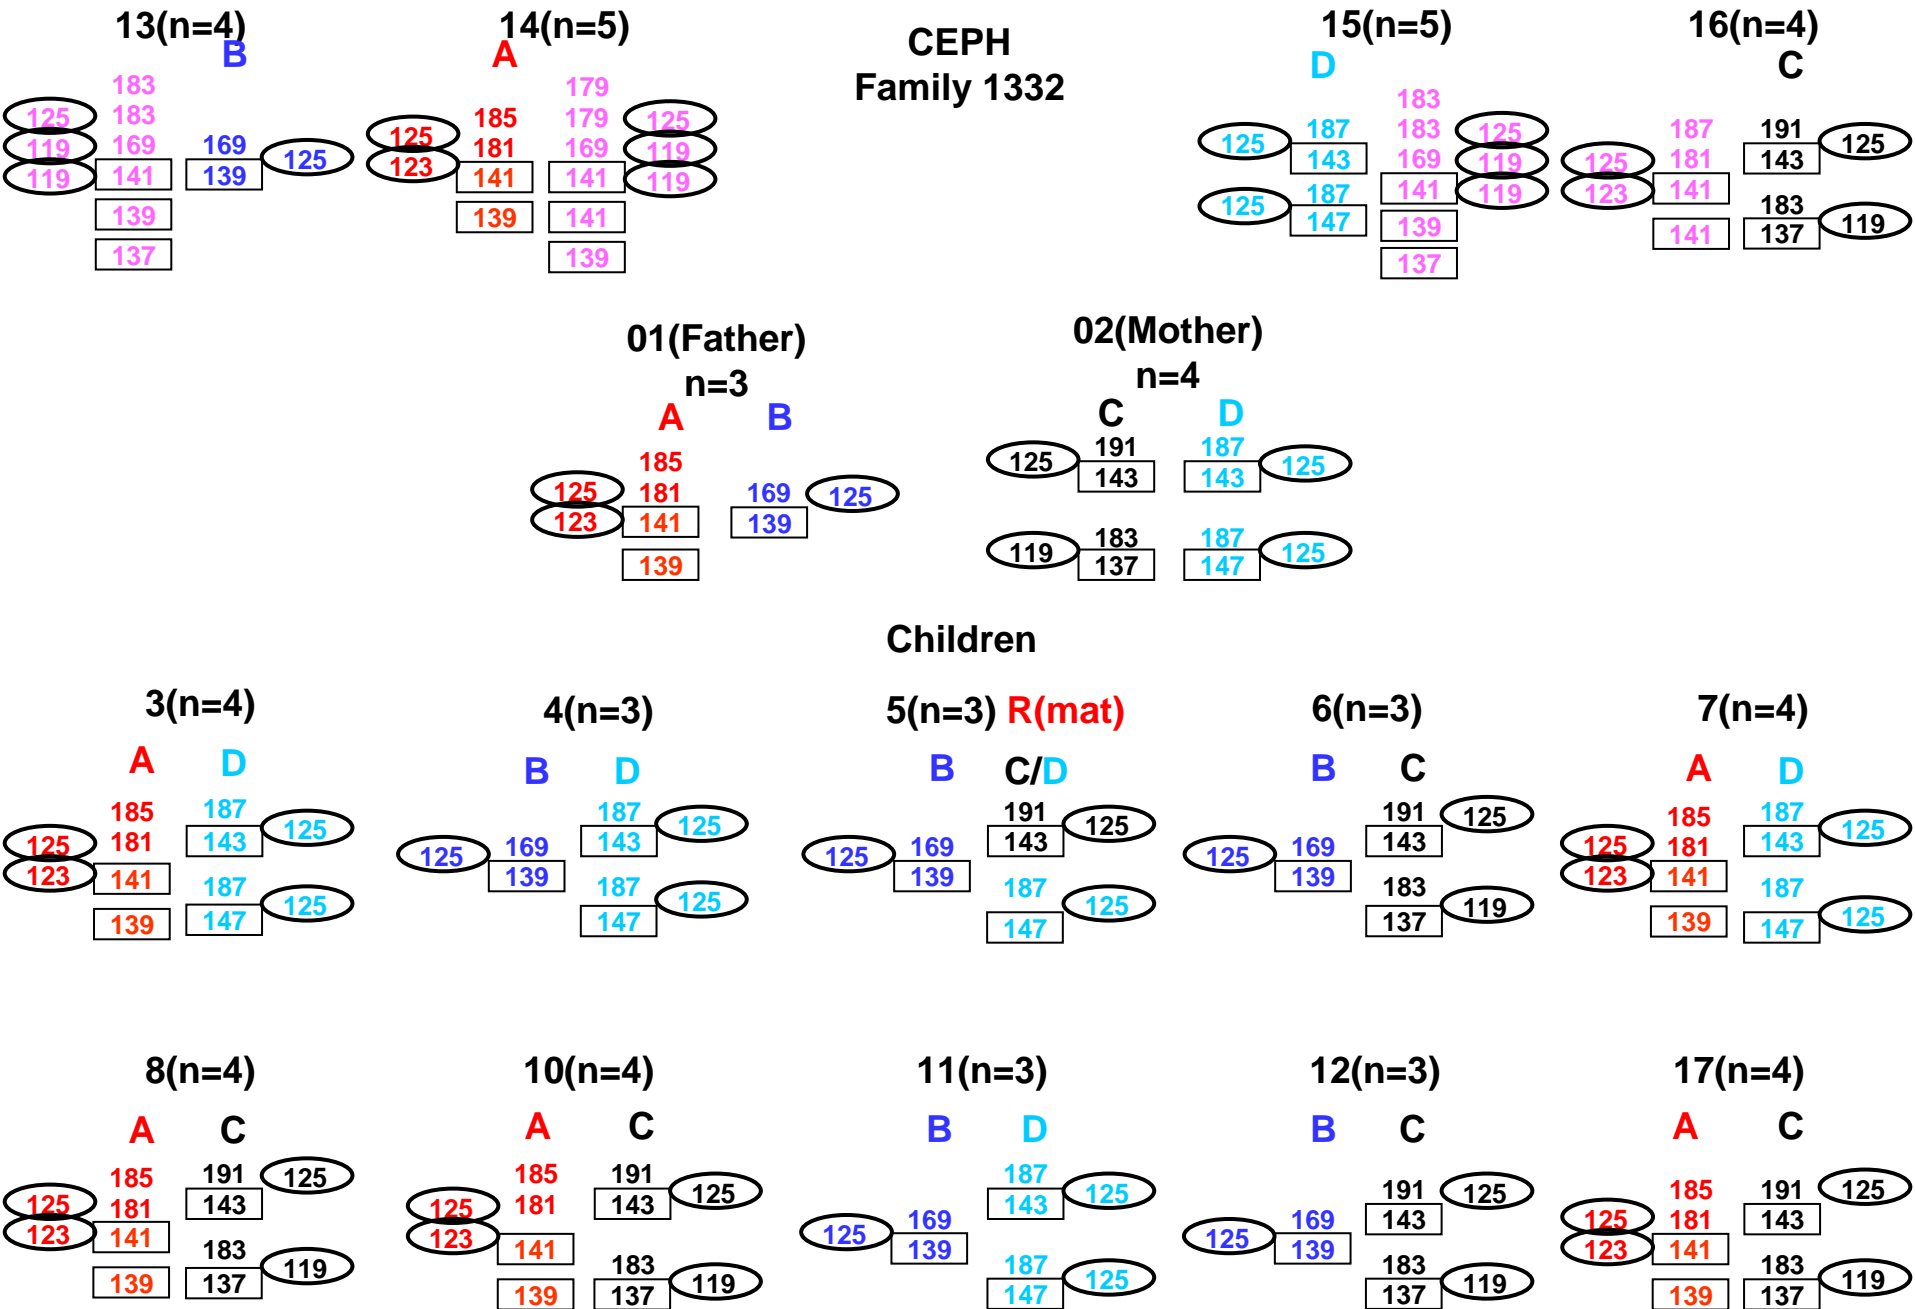 13(n=4) 14(n=5) CEPH 15(n=5) 16(n=4)
B A Family 1332 D C
183 179 183
125 183 185 179 125 187 183 125 187 191
119 169 169 125 125 181 169 119 125 143 119 169 125 181 143 125
119 141 139 123 141 141 119 187 141 119 123 141 183
139 139 141 125 147 139 141 137 119
137 139 137
01(Father) 02(Mother)
n=3 n=4
A B C D
185 125 191 187 125
125 181 169 125 143 143
123 141 139 183 187
139 119 137 147 125
Children
3(n=4) 4(n=3) 5(n=3) R(mat) 6(n=3) 7(n=4)
A D B D B C/D B C A D
185 187 187 191 191 125 185 187
125 181 143 125 169 143 125 169 143 125 169 143 125 181 143 125
123 141 187 125 139 187 125 139 187 125 139 183 123 141 187
139 147 125 147 125 147 125 137 119 139 147 125
8(n=4) 10(n=4) 11(n=3) 12(n=3) 17(n=4)
A C A C B D B C A C
185 191 125 185 191 187 191 185 191 125
125 181 143 125 181 143 125 169 143 125 169 143 125 125 181 143
123 141 183 123 141 183 125 139 187 125 139 183 123 141 183
139 137 119 139 137 119 147 125 137 119 139 137 119